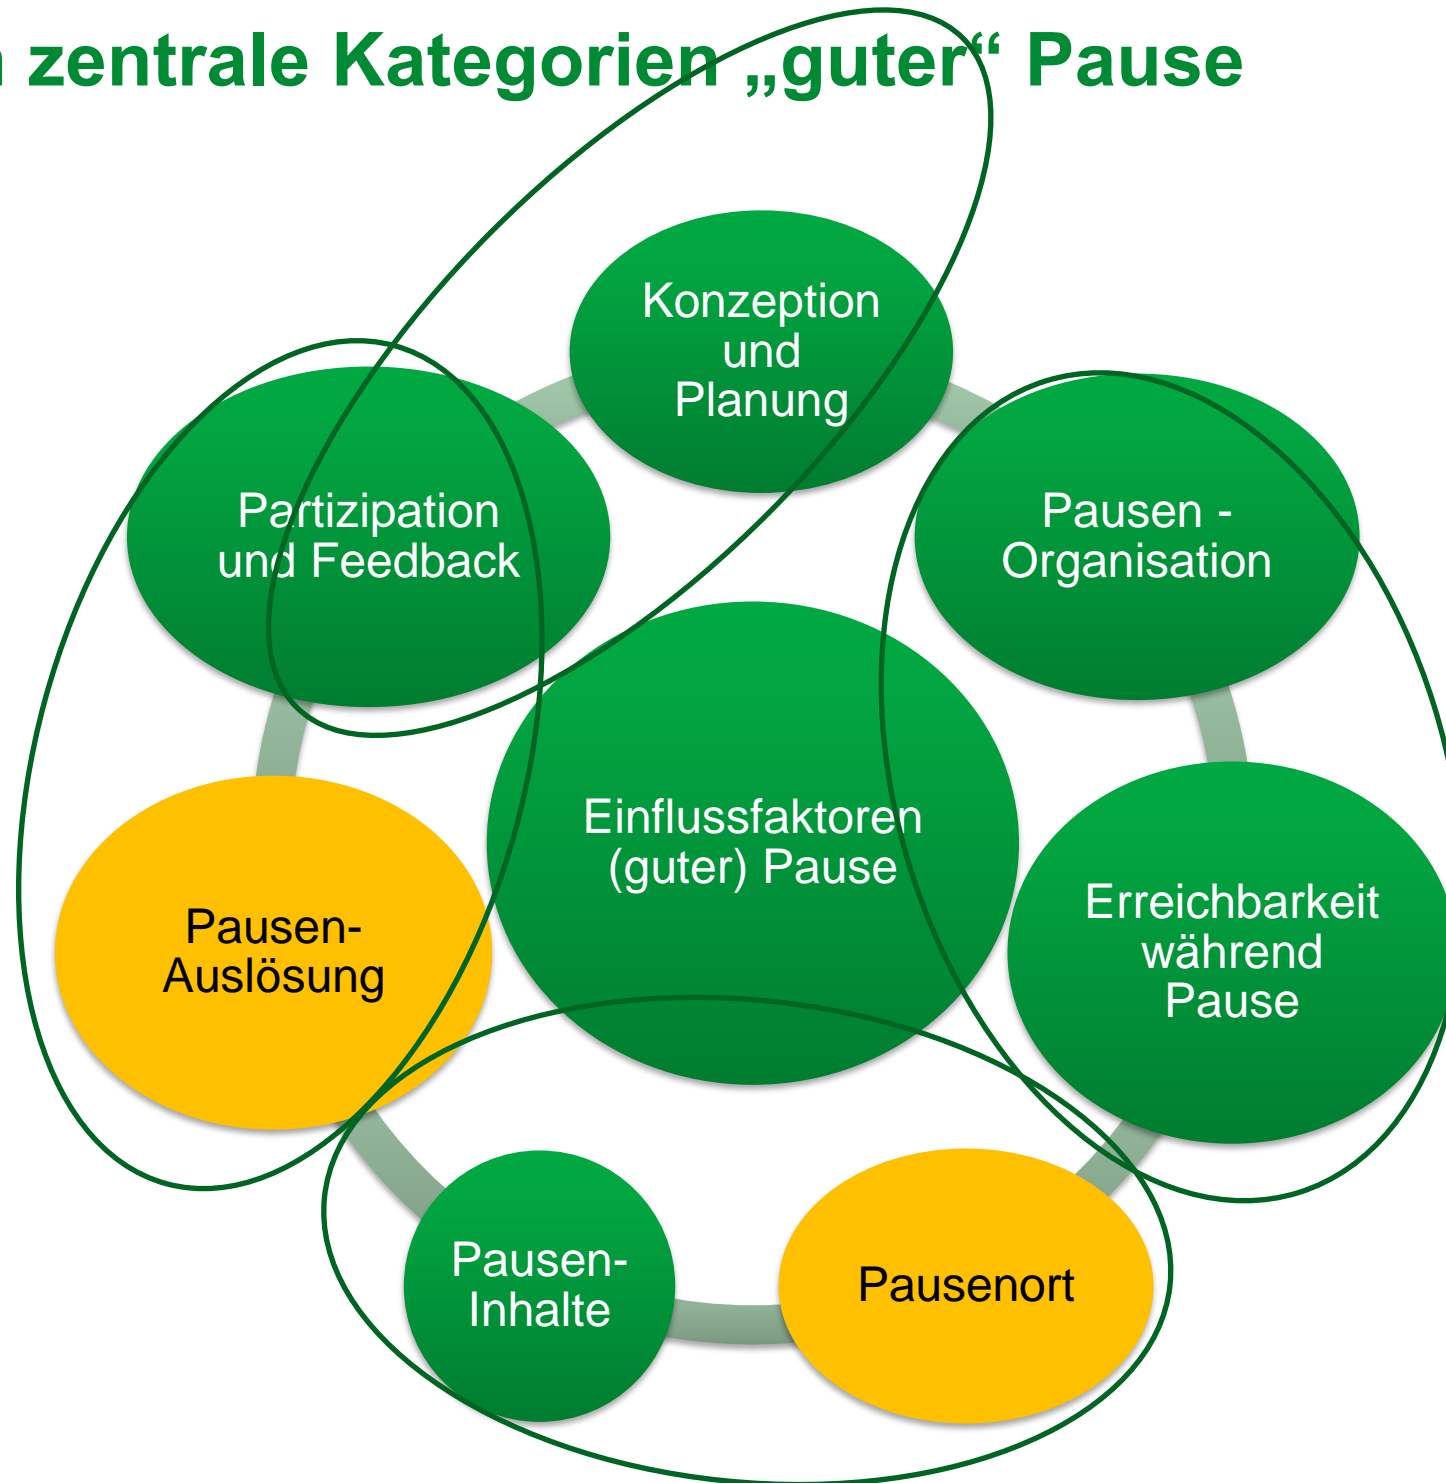 zentrale Kategorien „guter“ Pause
Konzeption
und
Planung
Partizipation
und Feedback
Pausen -
Organisation
Einflussfaktoren
(guter) Pause
Erreichbarkeit
während
Pause
Pausen-
Auslösung
Pausen-
Inhalte
Pausenort